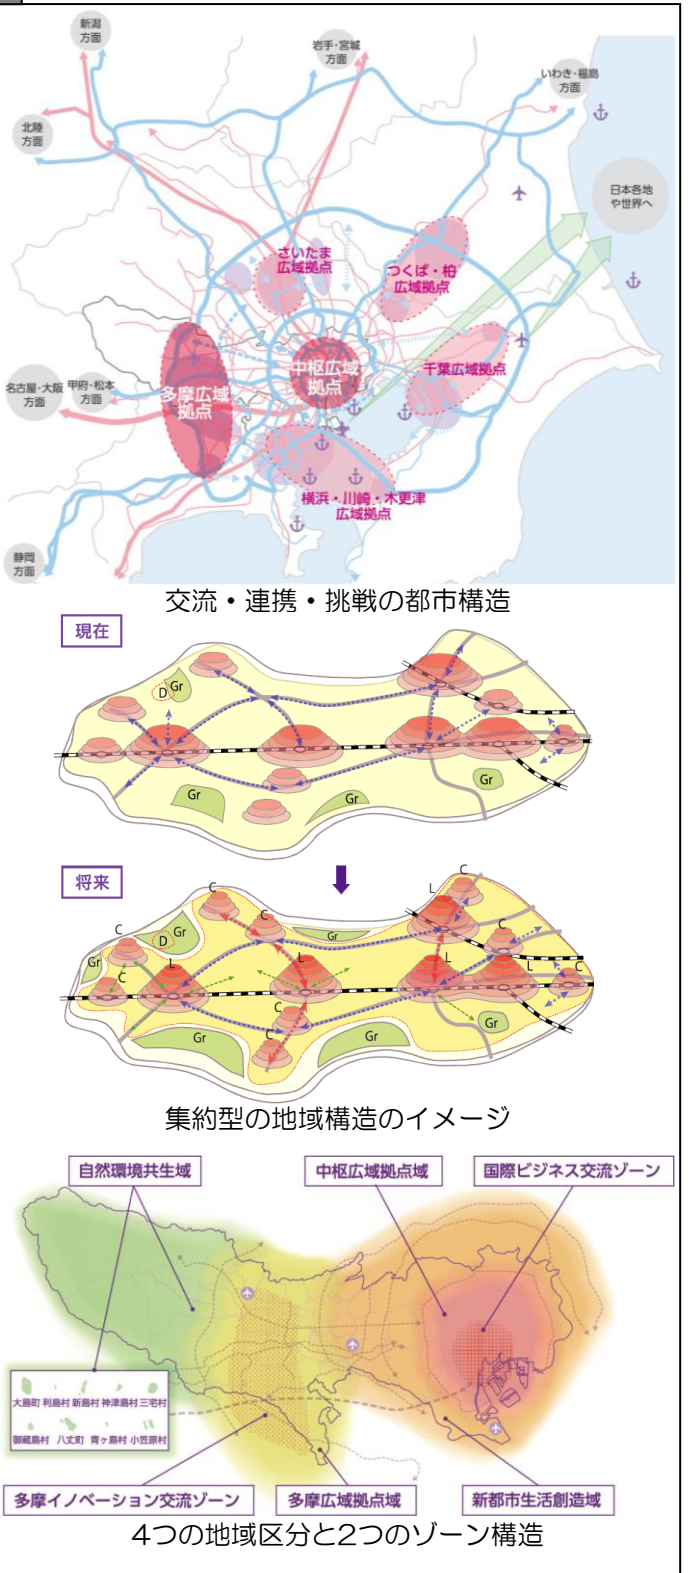 新潟
方面
岩手・宮城
方面
いわき・福島
方面
北陸
方面
日本各地
や世界へ
さいたま
広域拠点
つくば・柏
広域拠点
中枢広域
拠点
千葉広域拠点
名古屋・大阪
方面
甲府・松本
方面
多摩広域
拠点
横浜・川崎・木更津
広域拠点
静岡
方面
交流・連携・挑戦の都市構造
現在
D
Gr
Gr
Gr
Gr
将来
C
C
L
C
C
Gr
D
Gr
C
Gr
C
L
L
L
L
C
C
C
Gr
Gr
Gr
集約型の地域構造のイメージ
自然環境共生域
中枢広域拠点域
国際ビジネス交流ゾーン
大島町 利島村 新島村 神津島村 三宅村
御蔵島村 八丈町 青ヶ島村 小笠原村
多摩イノベーション交流ゾーン
多摩広域拠点域
新都市生活創造域
4つの地域区分と2つのゾーン構造